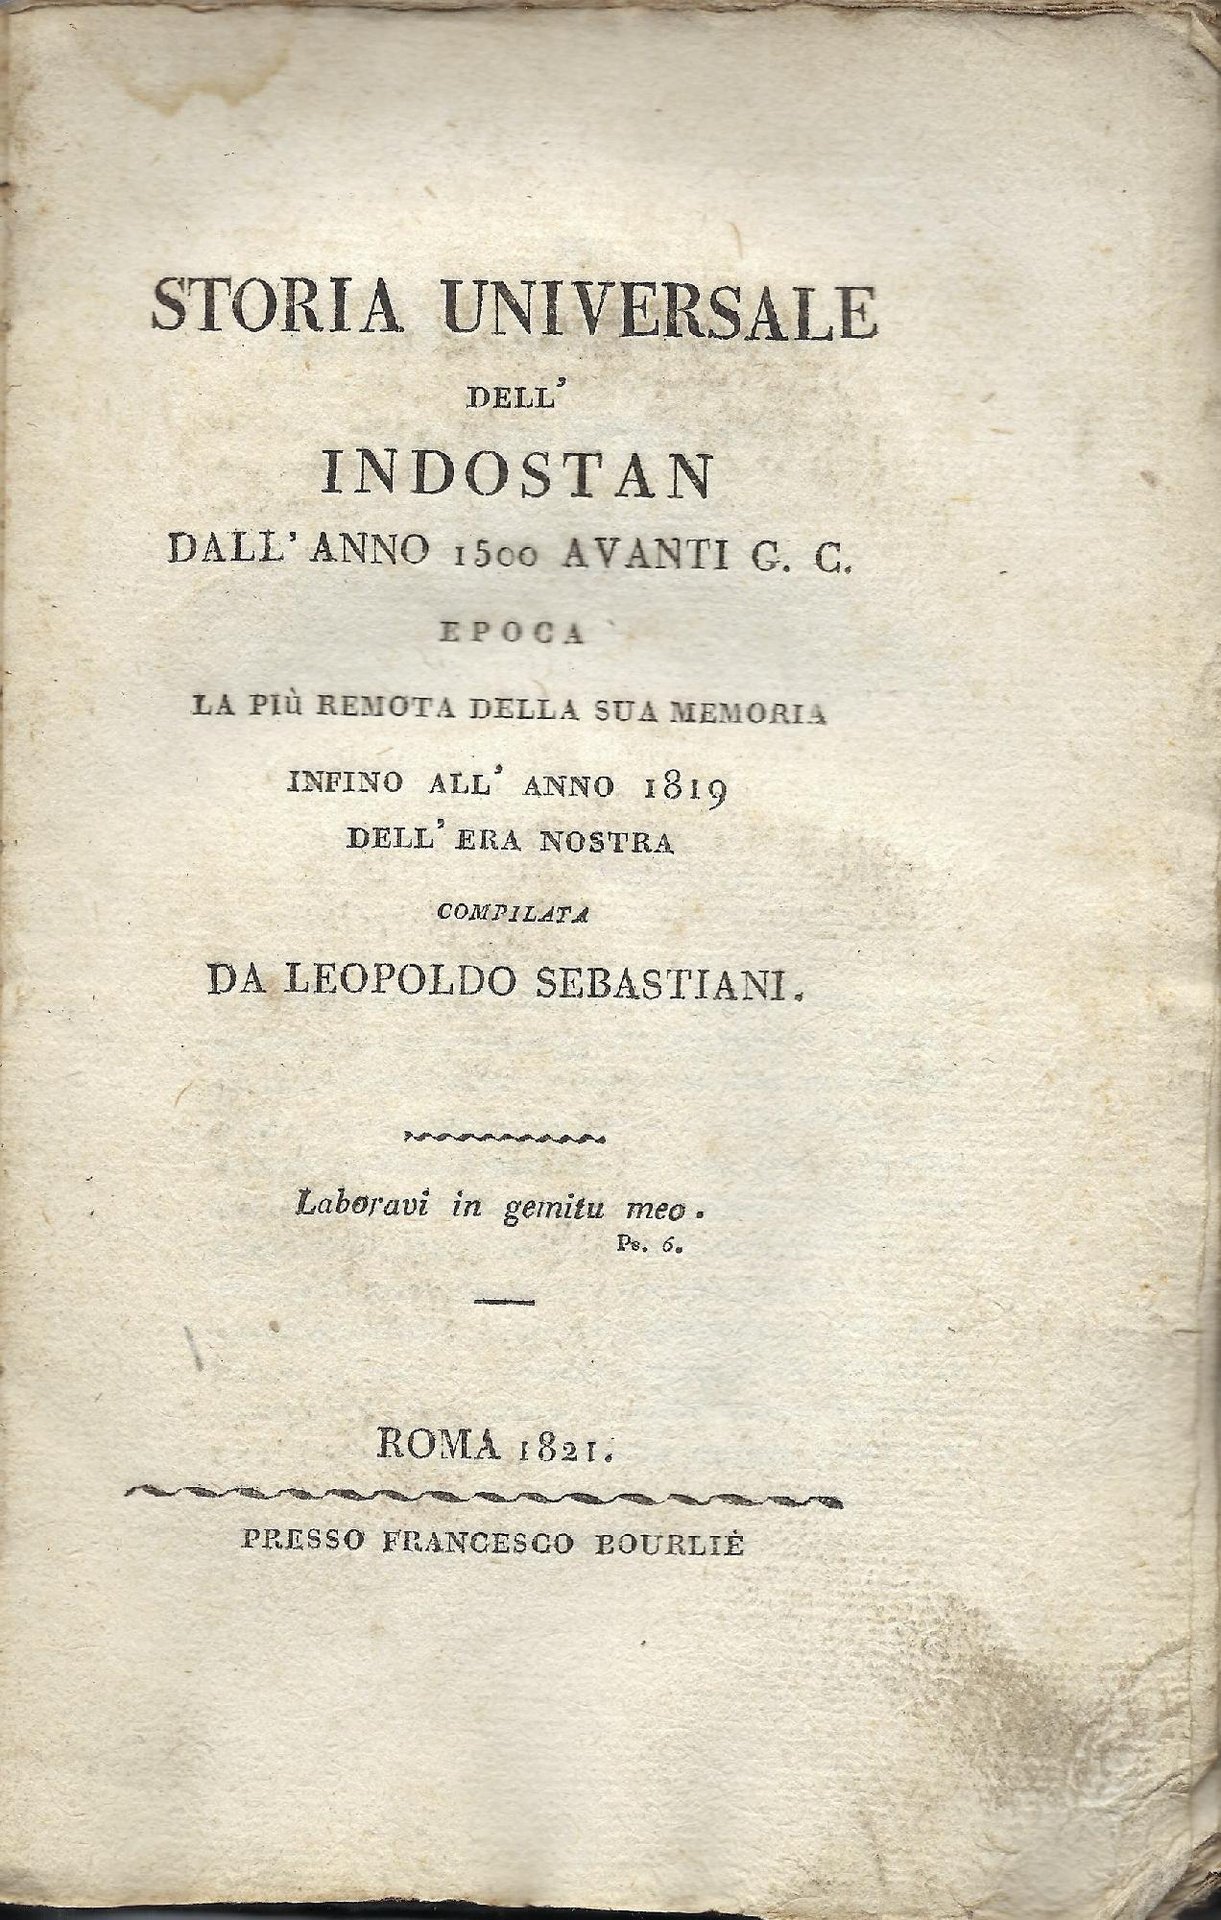 STORIA UNIVERSALE
DELL'
INDOSTAN
DALL' ANNO 1500 AVANTI G. C.
EPOCA
LA PIù REMOTA DELLA SUA MEMORIA
INFINO ALL' ANNO 1819
DELL' ERA NOSTRA
COMPILATA
DA LEOPOLDO SEBASTIANI.
Laboravi in gemitu meo.
Ps. 6.
ROMA 1821.
PRESSO FRANCESCO BOURLIÈ